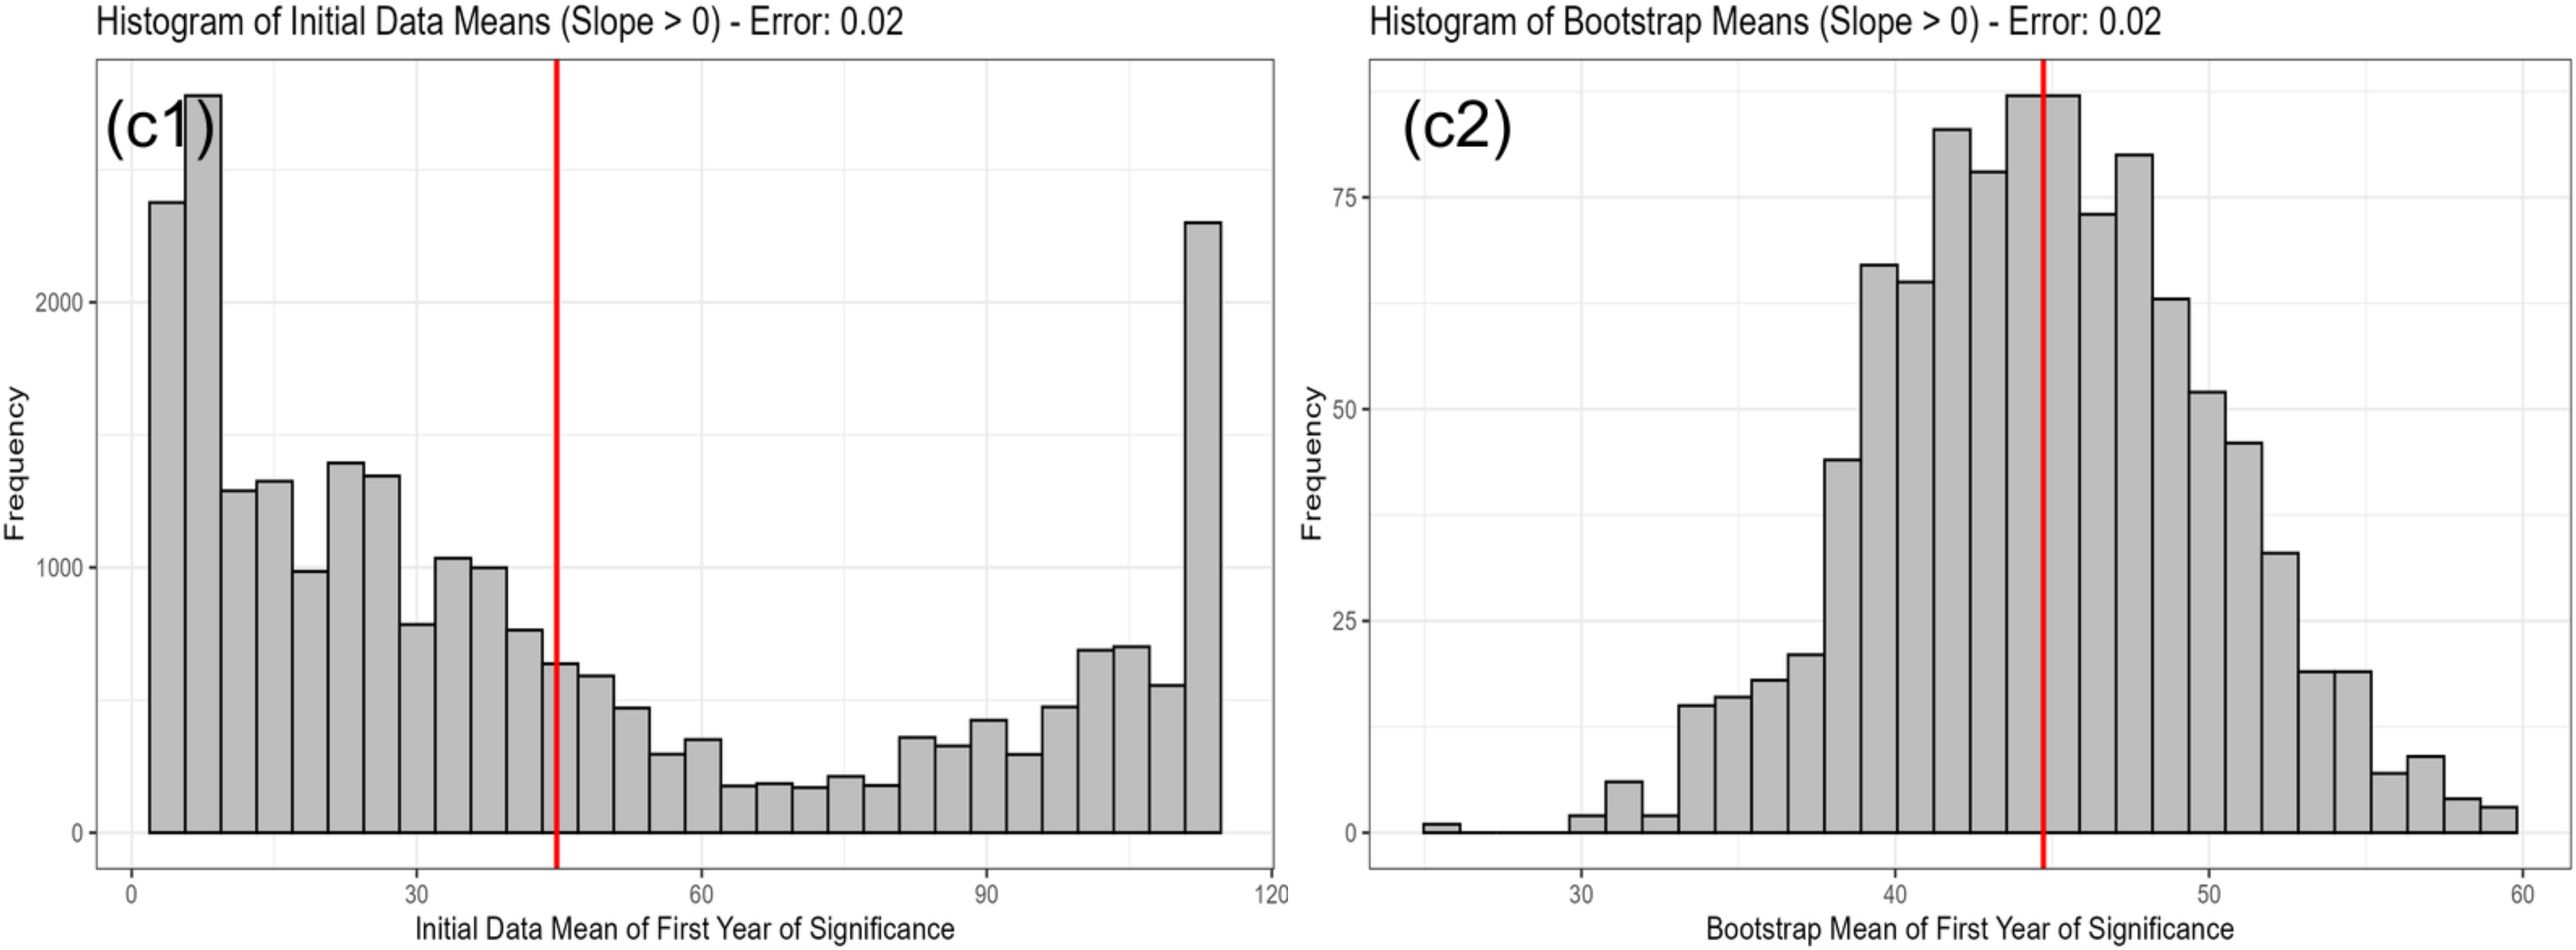 Histogram of Initial Data Means (Slope > 0) - Error: 0.02
(c1)
2000
1000
0
Frequency
0 30 60 90 120
Initial Data Mean of First Year of Significance
Histogram of Bootstrap Means (Slope > 0) - Error: 0.02
(c2)
75
50
25
0
Frequency
30 40 50 60
Bootstrap Mean of First Year of Significance